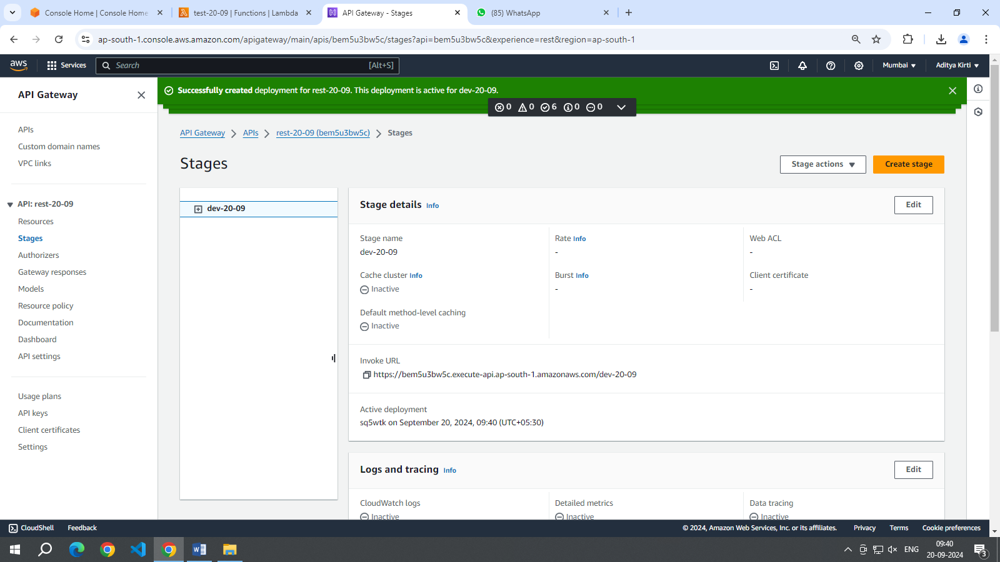 Console Home | Console Home
test-20-09 | Functions | Lambda
API Gateway - Stages
(85) WhatsApp
ap-south-1.console.aws.amazon.com/apigateway/main/apis/bem5u3bw5c/stages?api=bem5u3bw5c&experience=rest&region=ap-south-1
aws
Services
Search
[Alt+S]
Mumbai
Aditya Kirti
API Gateway
Successfully created deployment for rest-20-09. This deployment is active for dev-20-09.
0 0 6 0 0
APIs
Custom domain names
VPC links
API: rest-20-09
Resources
Stages
Authorizers
Gateway responses
Models
Resource policy
Documentation
Dashboard
API settings
Usage plans
API keys
Client certificates
Settings
API Gateway
APIs
rest-20-09 (bem5u3bw5c)
Stages
Stages
Stage actions
Create stage
dev-20-09
Stage details Info
Edit
Stage name
dev-20-09
Rate Info
-
Web ACL
-
Cache cluster Info
Inactive
Burst Info
-
Client certificate
-
Default method-level caching
Inactive
Invoke URL
https://bem5u3bw5c.execute-api.ap-south-1.amazonaws.com/dev-20-09
Active deployment
sq5wtk on September 20, 2024, 09:40 (UTC+05:30)
Logs and tracing Info
Edit
CloudWatch logs
Inactive
Detailed metrics
Inactive
Data tracing
Inactive
CloudShell
Feedback
© 2024, Amazon Web Services, Inc. or its affiliates.
Privacy
Terms
Cookie preferences
ENG
09:40
20-09-2024
3